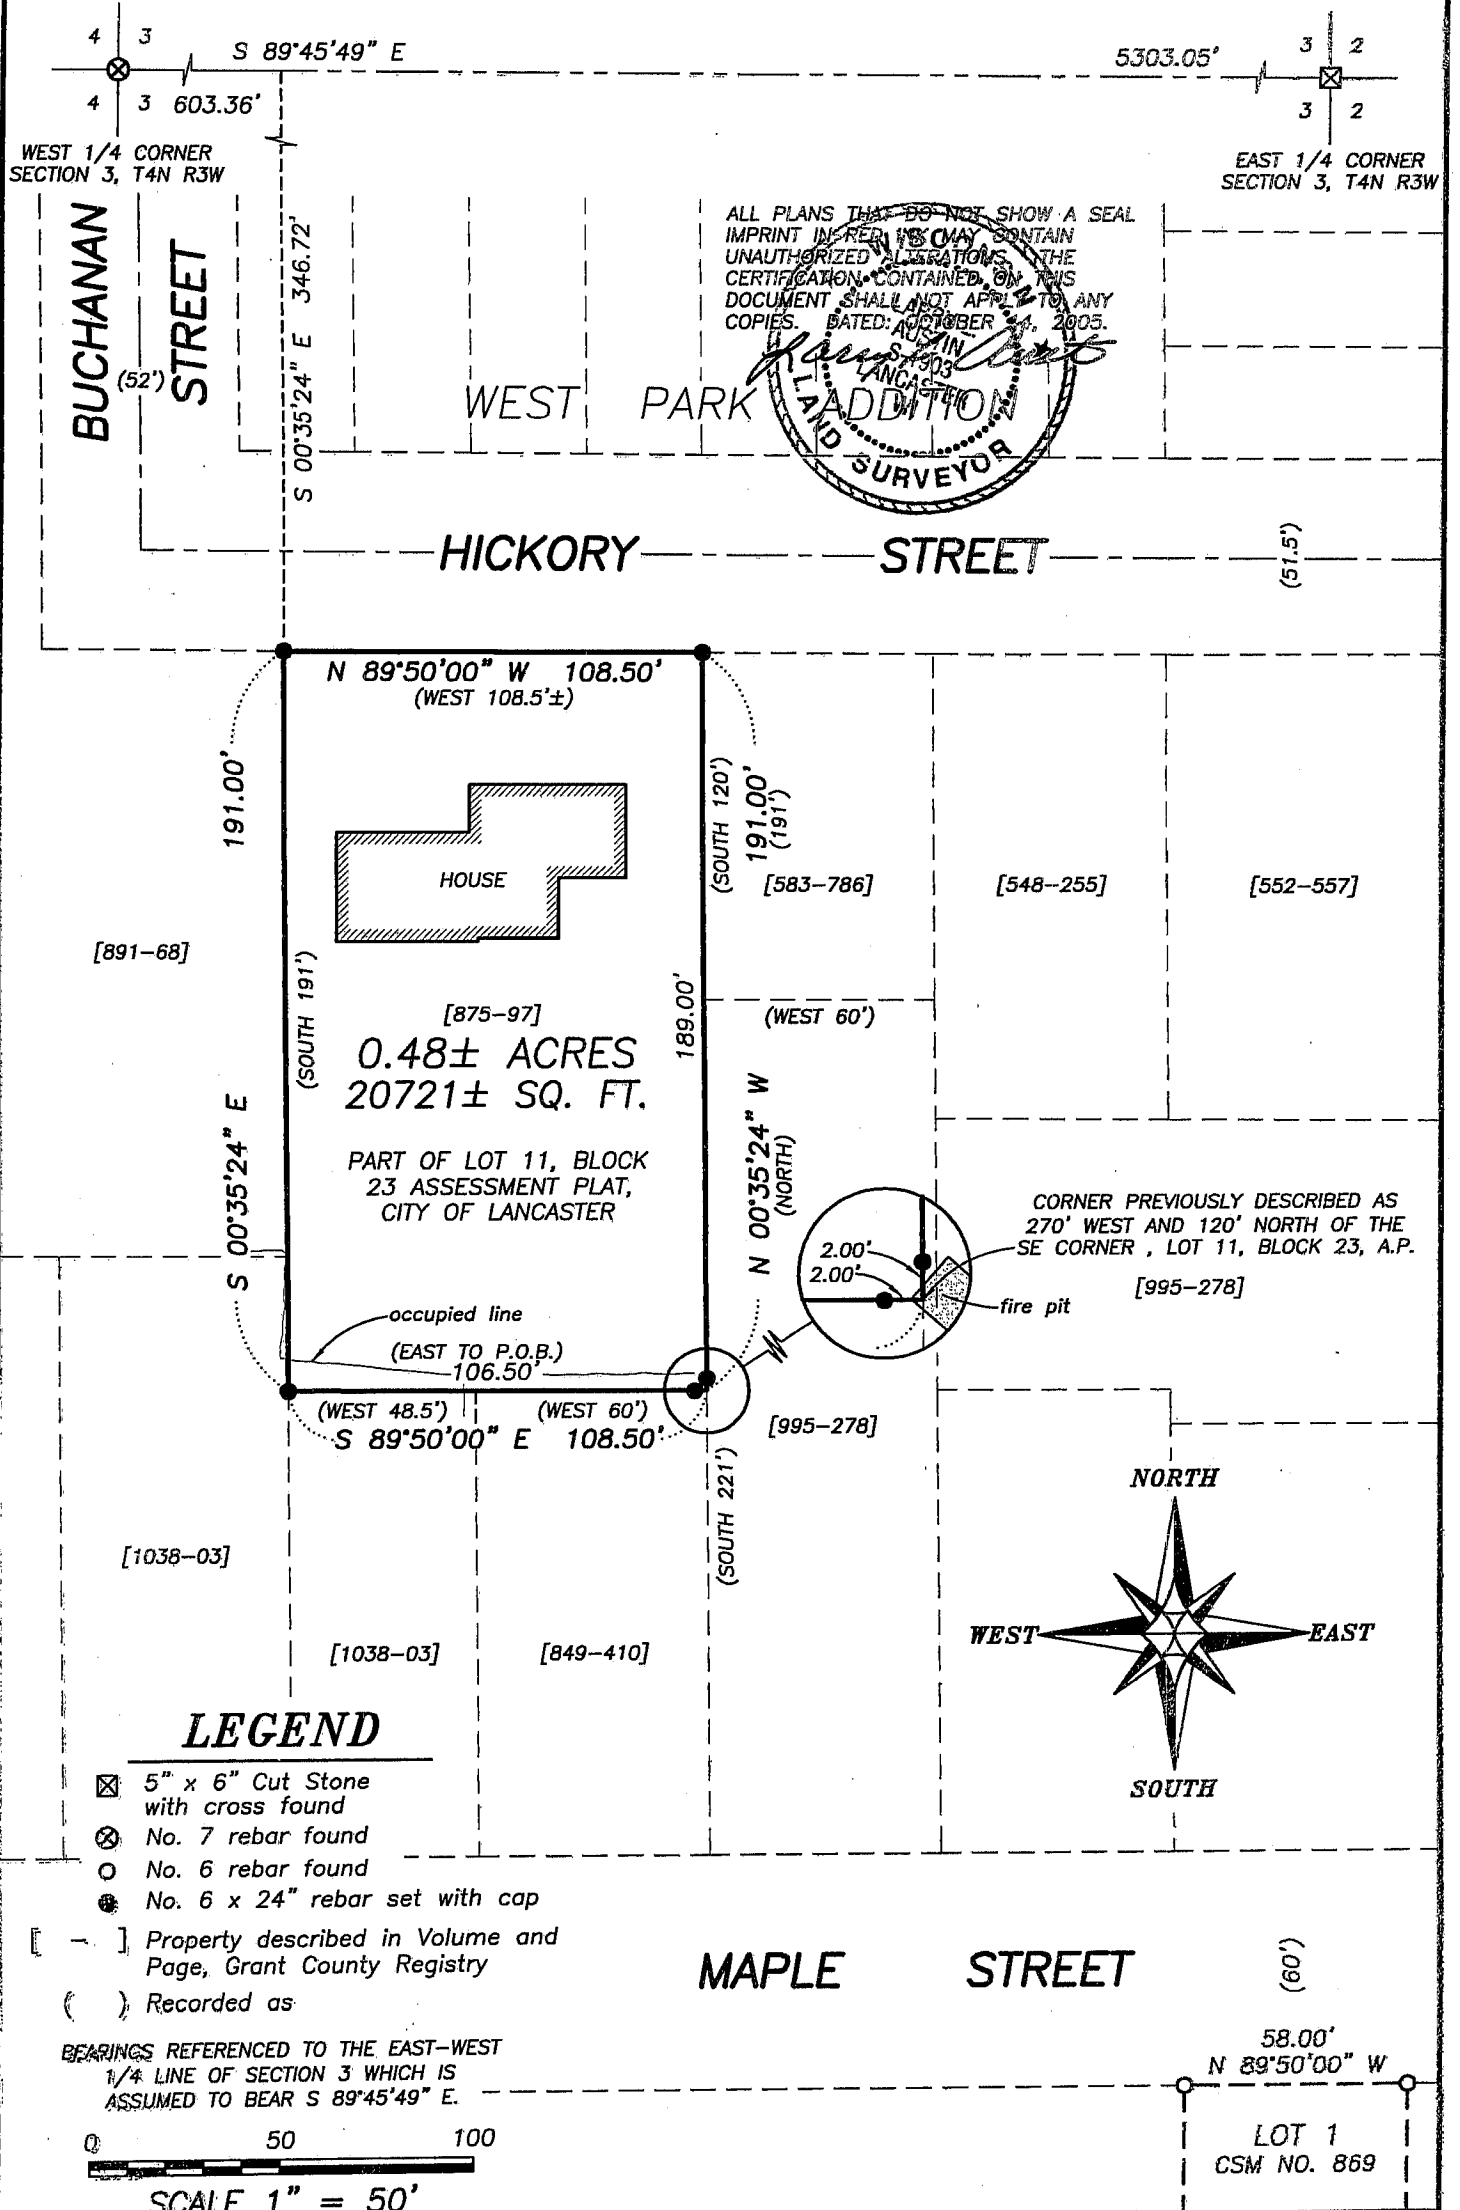 4 3
S 89°45'49" E
5303.05'
3 2
4 3
603.36'
3 2
WEST 1/4 CORNER
SECTION 3, T4N R3W
EAST 1/4 CORNER
SECTION 3, T4N R3W
BUCHANAN
STREET
(52')
S 00°35'24" E 346.72'
ALL PLANS THAT DO NOT SHOW A SEAL
IMPRINT IN RED INK MAY CONTAIN
UNAUTHORIZED ALTERATIONS. THE
CERTIFICATION CONTAINED ON THIS
DOCUMENT SHALL NOT APPLY TO ANY
COPIES. DATED: OCTOBER , 2005.
WISCONSIN
AUSTIN
LANCASTER
LAND SURVEYOR
WEST PARK ADDITION
HICKORY STREET
(51.5')
N 89°50'00" W 108.50'
(WEST 108.5'±)
191.00'
(SOUTH 120')
191.00'
(191')
HOUSE
[583-786]
[548-255]
[552-557]
[891-68]
(SOUTH 191')
189.00'
[875-97]
(WEST 60')
0.48± ACRES
20721± SQ. FT.
S 00°35'24" E
N 00°35'24" W
(NORTH)
PART OF LOT 11, BLOCK
23 ASSESSMENT PLAT,
CITY OF LANCASTER
CORNER PREVIOUSLY DESCRIBED AS
270' WEST AND 120' NORTH OF THE
SE CORNER , LOT 11, BLOCK 23, A.P.
2.00'
2.00'
[995-278]
fire pit
occupied line
(EAST TO P.O.B.)
106.50'
(WEST 48.5') (WEST 60')
S 89°50'00" E 108.50'
[995-278]
(SOUTH 221')
NORTH
WEST
EAST
SOUTH
[1038-03]
[1038-03]
[849-410]
LEGEND
5" x 6" Cut Stone
with cross found
No. 7 rebar found
No. 6 rebar found
No. 6 x 24" rebar set with cap
[ - ] Property described in Volume and
Page, Grant County Registry
( ) Recorded as
MAPLE STREET
(60')
BEARINGS REFERENCED TO THE EAST-WEST
1/4 LINE OF SECTION 3 WHICH IS
ASSUMED TO BEAR S 89°45'49" E.
58.00'
N 89°50'00" W
LOT 1
CSM NO. 869
0 50 100
SCALE 1" = 50'